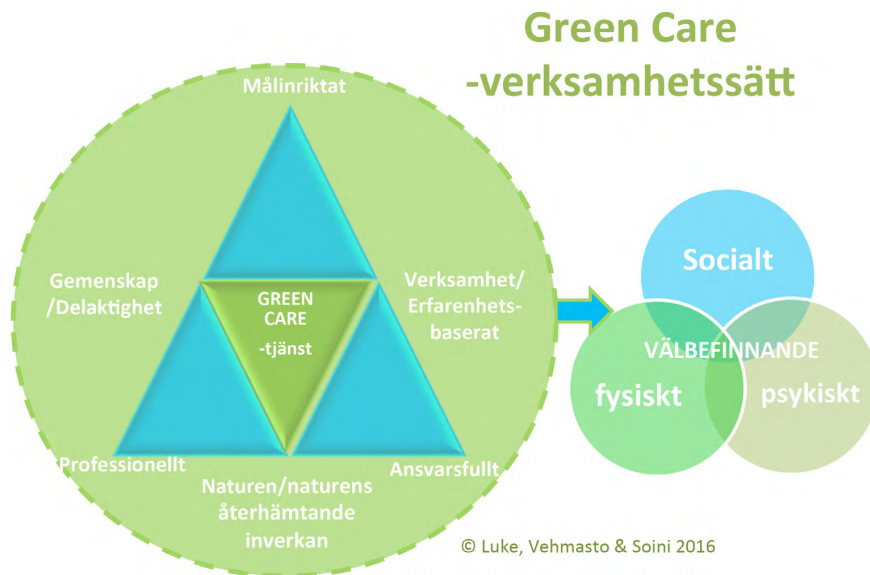 Green Care
-verksamhetssätt
Målinriktat
Gemenskap
/Delaktighet
GREEN
CARE
-tjänst
Verksamhet/
Erfarenhets-
baserat
Professionellt
Naturen/naturens
återhämtande
inverkan
Ansvarsfullt
Socialt
VÄLBEFINNANDE
fysiskt
psykiskt
© Luke, Vehmasto & Soini 2016